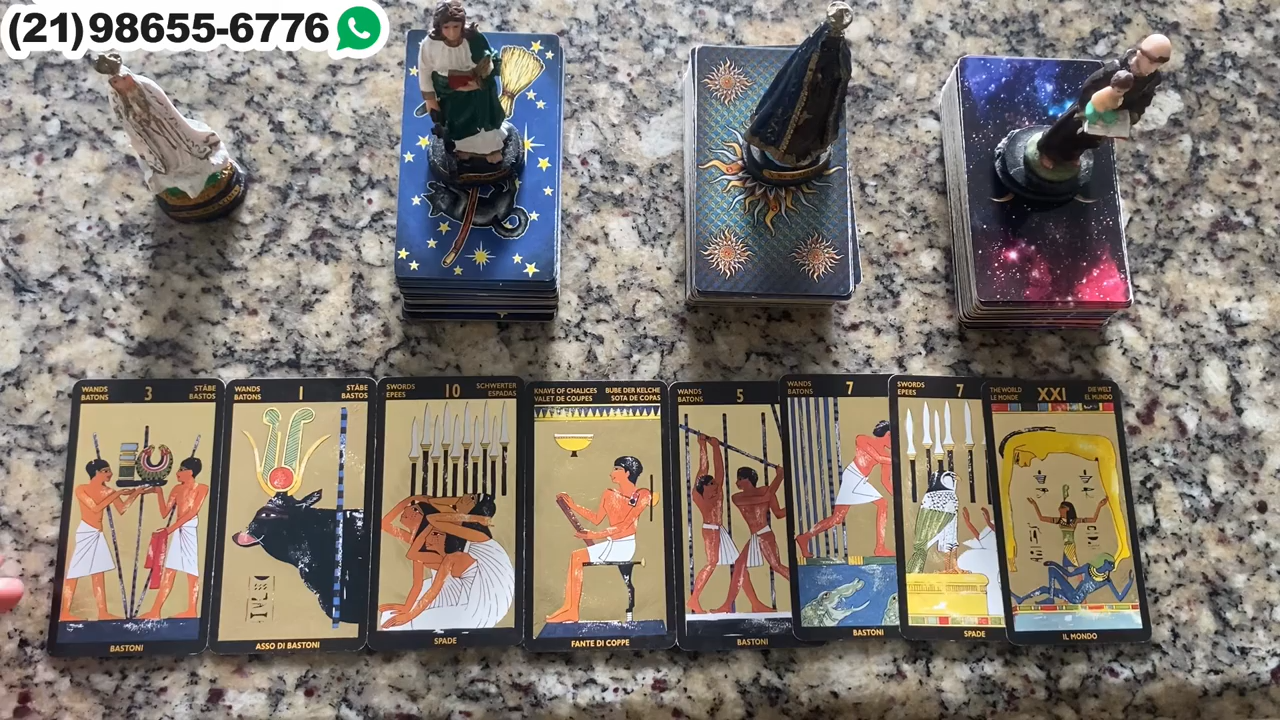 (21)98655-6776
WANDS
BATONS
3
STÄBE
BASTOS
BASTONI
WANDS
BATONS
1
STÄBE
BASTOS
ASSO DI BASTONI
SWORDS
EPEES
10
SCHWERTER
ESPADAS
SPADE
KNAVE OF CHALICES
VALET DE COUPES
BUBE DER KELCHE
SOTA DE COPAS
FANTE DI COPPE
WANDS
BATONS
5
BASTONI
WANDS
BATONS
7
BASTONI
SWORDS
EPEES
7
SPADE
THE WORLD
LE MONDE
XXI
DIE WELT
EL MUNDO
IL MONDO